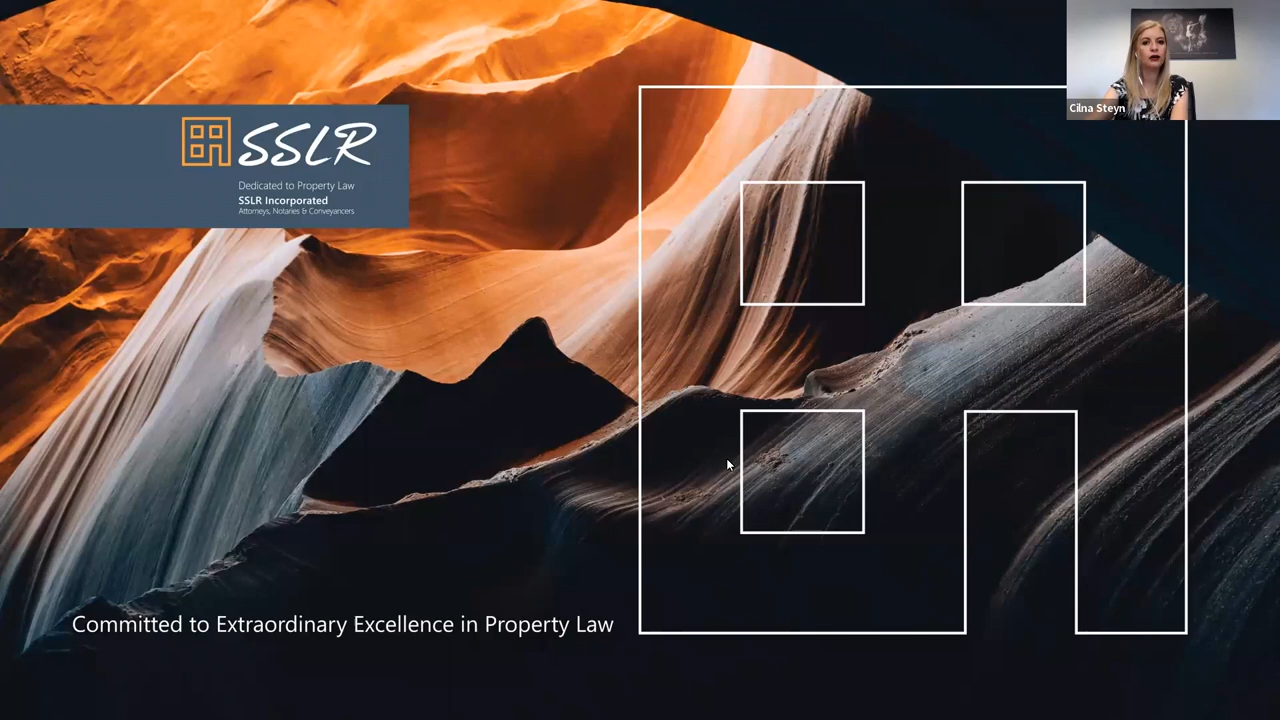 SSLR
Dedicated to Property Law
SSLR Incorporated
Attorneys, Notaries & Conveyancers
Cilna Steyn
Committed to Extraordinary Excellence in Property Law